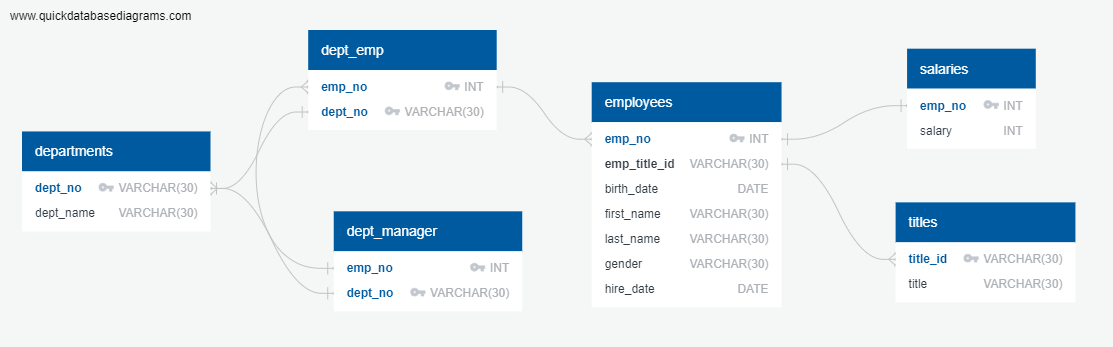 www.quickdatabasediagrams.com
departments
dept_no VARCHAR(30)
dept_name VARCHAR(30)
dept_emp
emp_no INT
dept_no VARCHAR(30)
dept_manager
emp_no INT
dept_no VARCHAR(30)
employees
emp_no INT
emp_title_id VARCHAR(30)
birth_date DATE
first_name VARCHAR(30)
last_name VARCHAR(30)
gender VARCHAR(30)
hire_date DATE
salaries
emp_no INT
salary INT
titles
title_id VARCHAR(30)
title VARCHAR(30)